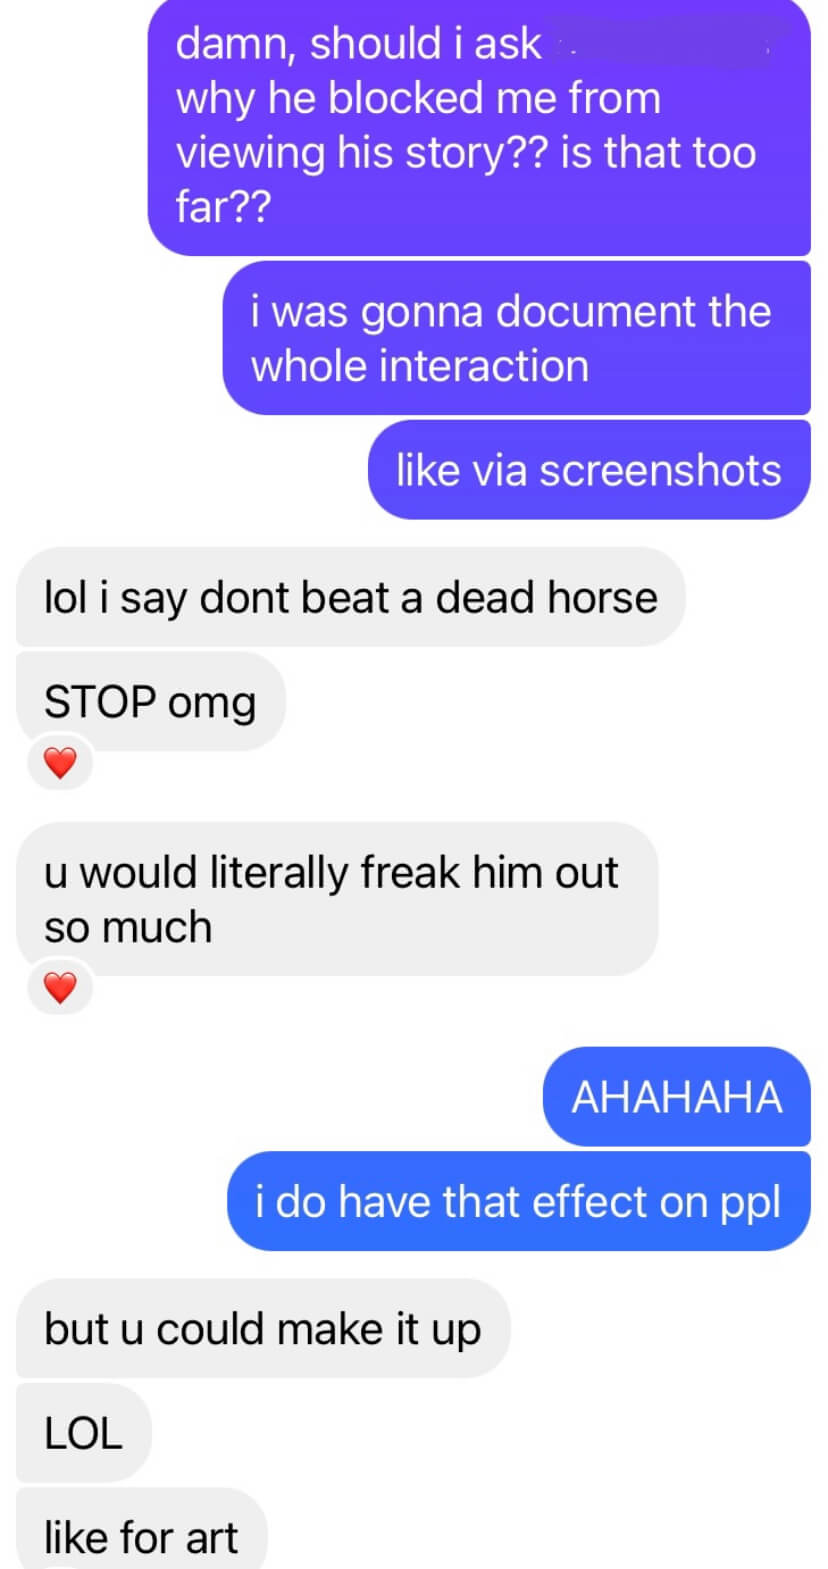 damn, should i ask
why he blocked me from
viewing his story?? is that too
far??
i was gonna document the
whole interaction
like via screenshots
lol i say dont beat a dead horse
STOP omg
u would literally freak him out
so much
AHAHAHA
i do have that effect on ppl
but u could make it up
LOL
like for art